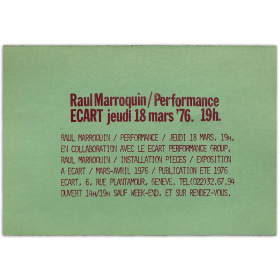 Raul Marroquin/Performance
ECART jeudi 18 mars '76. 19h.
RAUL MARROQUIN / PERFORMANCE / JEUDI 18 MARS, 19H,
EN COLLABORATION AVEC LE ECART PERFORMANCE GROUP,
RAUL MARROQUIN / INSTALLATION PIECES / EXPOSITION
A ECART / MARS-AVRIL 1976 / PUBLICATION ETE 1976
ECART, 6, RUE PLANTAMOUR, GENEVE, TEL(022)32.67.94
OUVERT 14H/19H SAUF WEEK-END, ET SUR RENDEZ-VOUS.